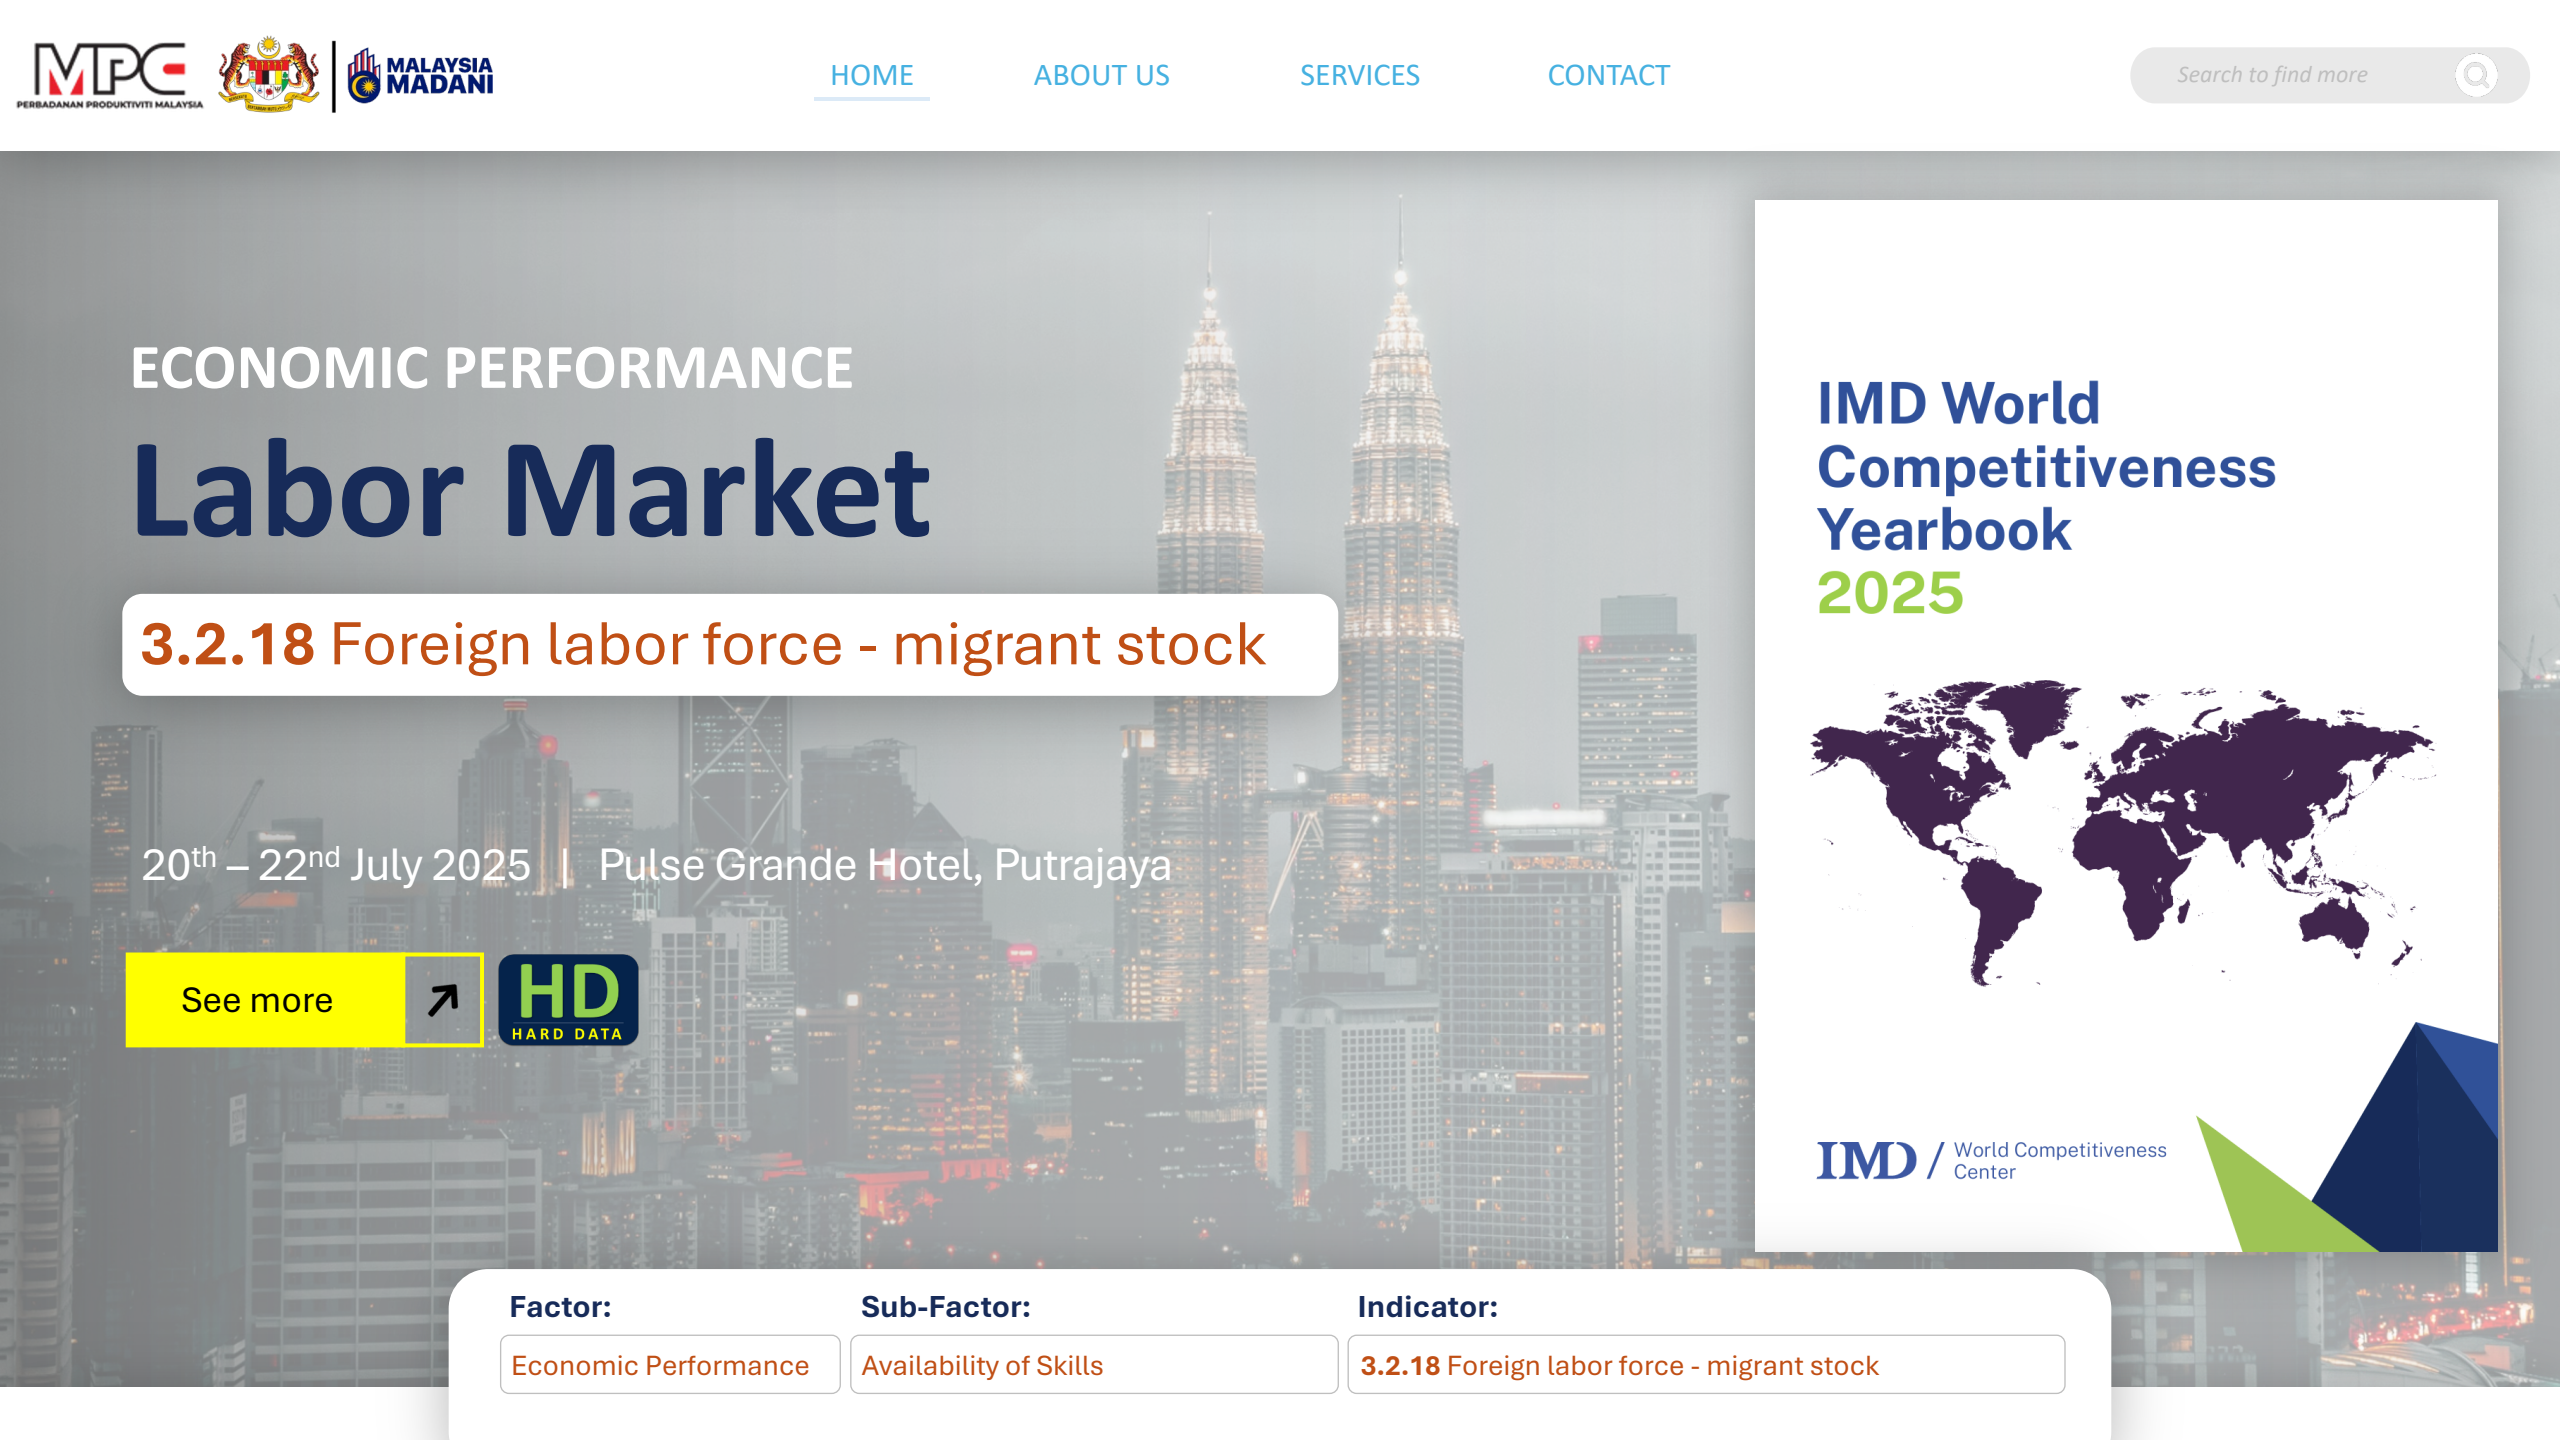 MPC
PERBADANAN PRODUKTIVITI MALAYSIA
MALAYSIA
MADANI
HOME
ABOUT US
SERVICES
CONTACT
Search to find more
ECONOMIC PERFORMANCE
Labor Market
3.2.18 Foreign labor force - migrant stock
20th – 22nd July 2025 | Pulse Grande Hotel, Putrajaya
See more
HD
HARD DATA
IMD World
Competitiveness
Yearbook
2025
IMD / World Competitiveness
Center
Factor:
Sub-Factor:
Indicator:
Economic Performance
Availability of Skills
3.2.18 Foreign labor force - migrant stock